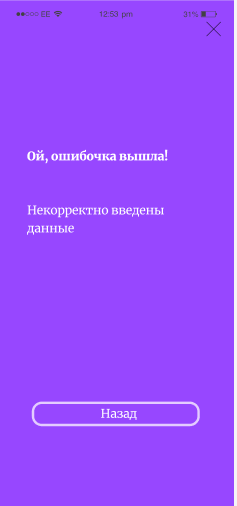 EE 12:53 pm 31%
Ой, ошибочка вышла!
Некорректно введены
данные
Назад